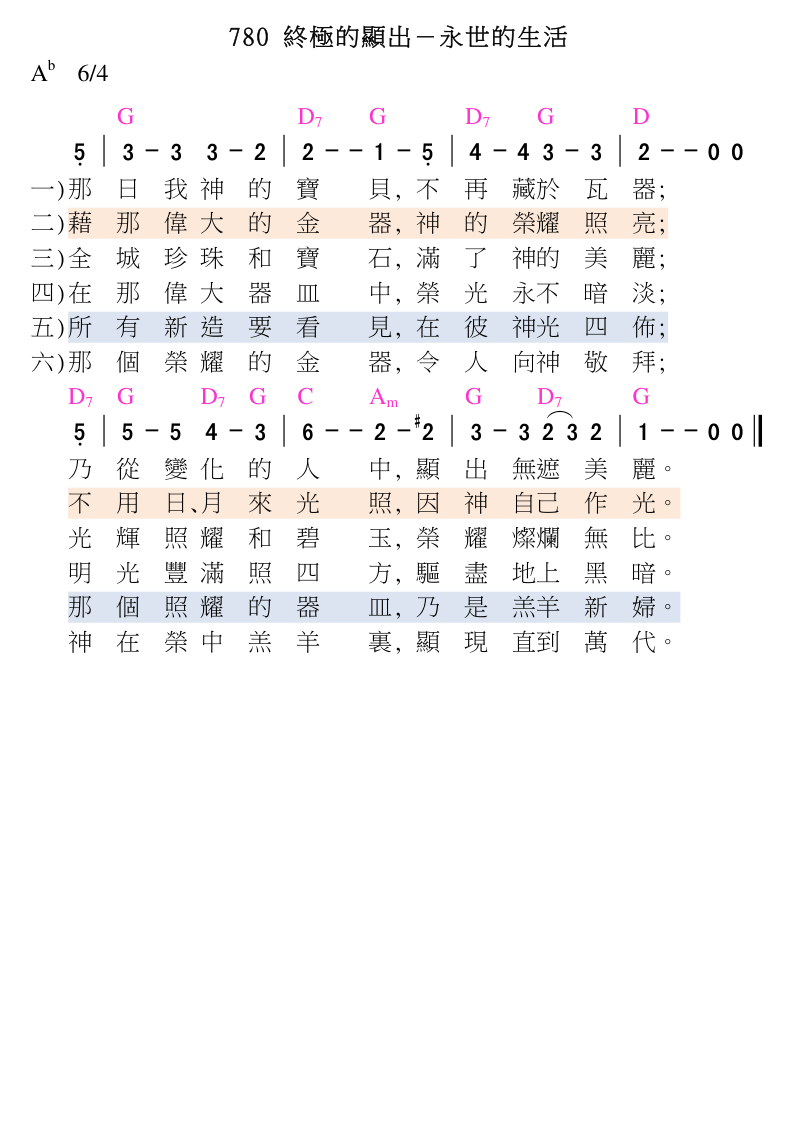 780 終極的顯出－永世的生活
A♭ 6/4
G D7 G D7 G D
5̣ | 3 - 3 3 - 2 | 2 - - 1 - 5̣ | 4 - 4 3 - 3 | 2 - - 0 0
一)那日我神的寶貝,不再藏於瓦器;
二)藉那偉大的金器,神的榮耀照亮;
三)全城珍珠和寶石,滿了神的美麗;
四)在那偉大器皿中,榮光永不暗淡;
五)所有新造要看見,在彼神光四佈;
六)那個榮耀的金器,令人向神敬拜;
D7 G D7 G C Am G D7 G
5̣ | 5 - 5 4 - 3 | 6 - - 2 - #2 | 3 - 3 2 3 2 | 1 - - 0 0 ‖
乃從變化的人中,顯出無遮美麗。
不用日、月來光照,因神自己作光。
光輝照耀和碧玉,榮耀燦爛無比。
明光豐滿照四方,驅盡地上黑暗。
那個照耀的器皿,乃是羔羊新婦。
神在榮中羔羊裏,顯現直到萬代。